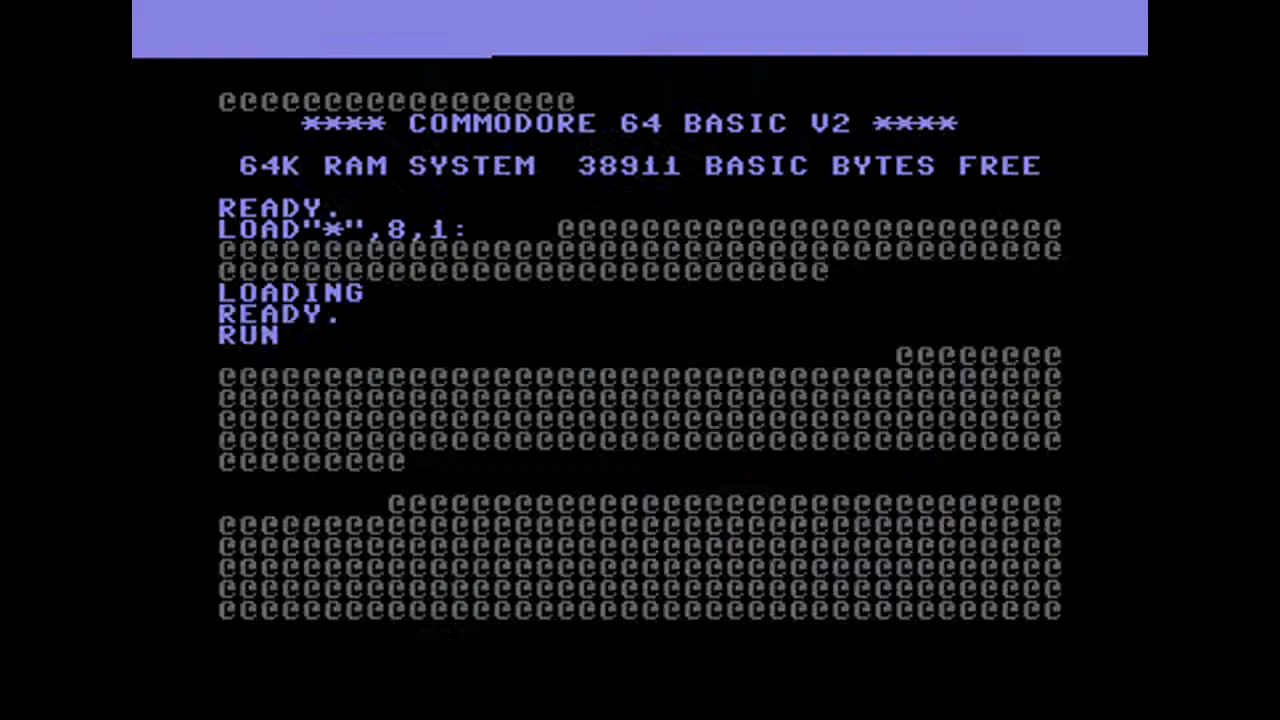 @@@@@@@@@@@@@@@@@
**** COMMODORE 64 BASIC V2 ****
64K RAM SYSTEM  38911 BASIC BYTES FREE
READY.
LOAD"*",8,1:    @@@@@@@@@@@@@@@@@@@@@@@@
@@@@@@@@@@@@@@@@@@@@@@@@@@@@@@@@@@@@@@@@
@@@@@@@@@@@@@@@@@@@@@@@@@@@@@
LOADING
READY.
RUN
@@@@@@@@
@@@@@@@@@@@@@@@@@@@@@@@@@@@@@@@@@@@@@@@@
@@@@@@@@@@@@@@@@@@@@@@@@@@@@@@@@@@@@@@@@
@@@@@@@@@@@@@@@@@@@@@@@@@@@@@@@@@@@@@@@@
@@@@@@@@@@@@@@@@@@@@@@@@@@@@@@@@@@@@@@@@
@@@@@@@@@
@@@@@@@@@@@@@@@@@@@@@@@@@@@@@@@@
@@@@@@@@@@@@@@@@@@@@@@@@@@@@@@@@@@@@@@@@
@@@@@@@@@@@@@@@@@@@@@@@@@@@@@@@@@@@@@@@@
@@@@@@@@@@@@@@@@@@@@@@@@@@@@@@@@@@@@@@@@
@@@@@@@@@@@@@@@@@@@@@@@@@@@@@@@@@@@@@@@@
@@@@@@@@@@@@@@@@@@@@@@@@@@@@@@@@@@@@@@@@